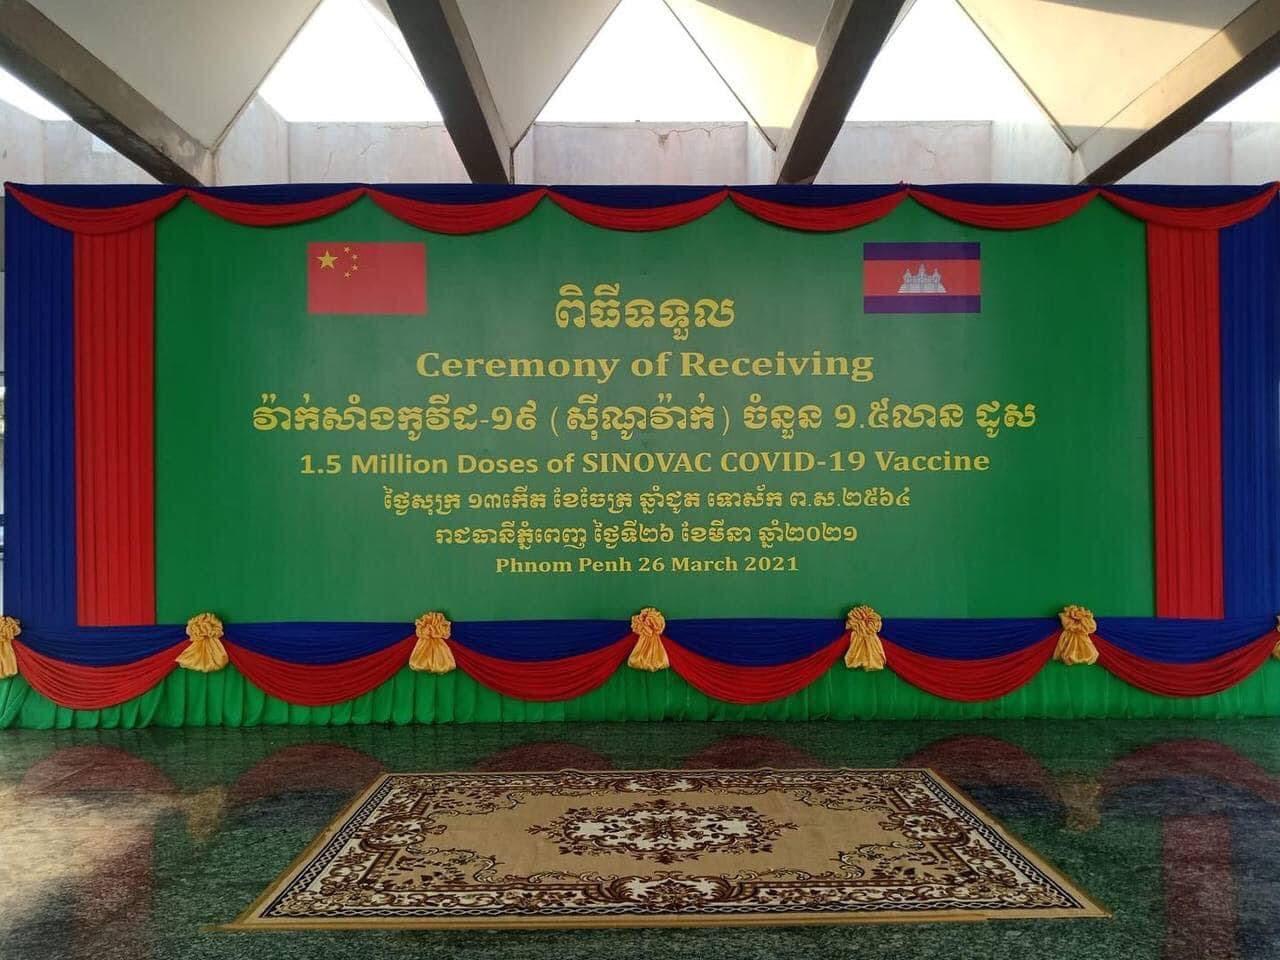 ពិធីទទួល
Ceremony of Receiving
វ៉ាក់សាំងកូវីដ-១៩ (ស៊ីណូវ៉ាក់) ចំនួន ១.៥លាន ដូស
1.5 Million Doses of SINOVAC COVID-19 Vaccine
ថ្ងៃសុក្រ ១៣កើត ខែចែត្រ ឆ្នាំជូត ទោស័ក ព.ស.២៥៦៤
រាជធានីភ្នំពេញ ថ្ងៃទី២៦ ខែមីនា ឆ្នាំ២០២១
Phnom Penh 26 March 2021